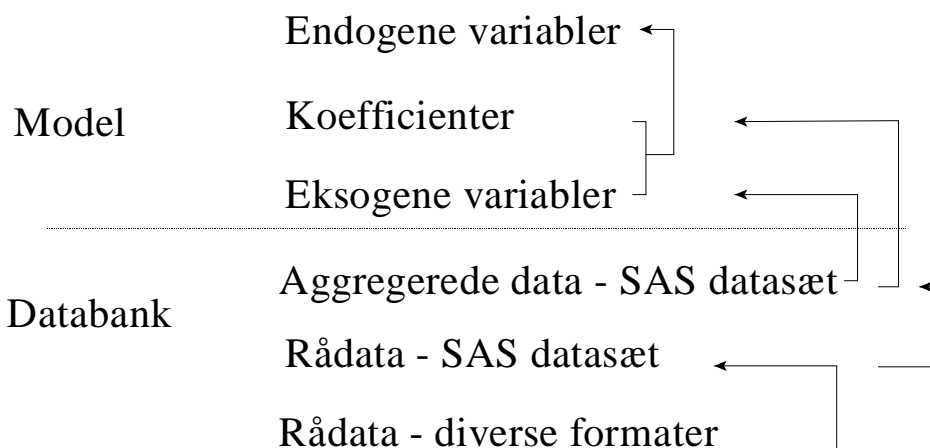 Endogene variabler
Model
Koefficienter
Eksogene variabler
Databank
Aggregerede data - SAS datasæt
Rådata - SAS datasæt
Rådata - diverse formater